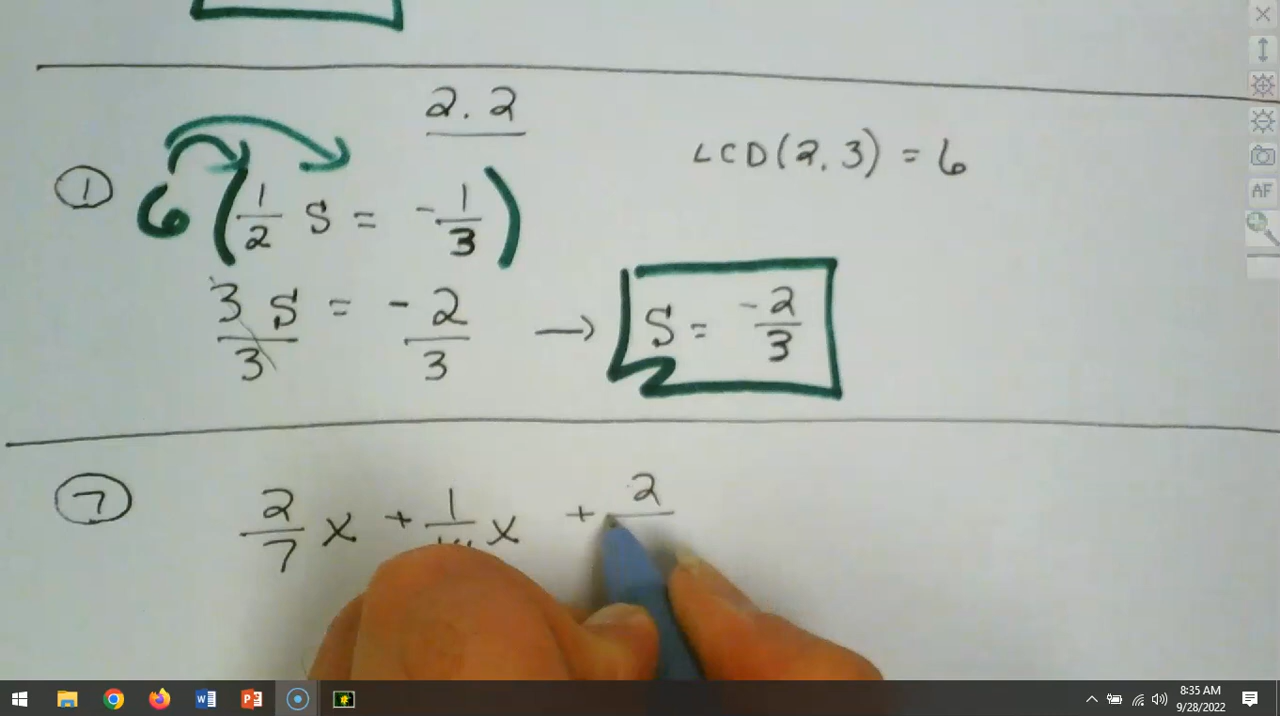 2.2
LCD(2,3) = 6
① 6(1/2 S = -1/3)
3S/3 = -2/3 → S = -2/3
⑦ 2/7 x + 1/ x + 2/
AF
8:35 AM
9/28/2022